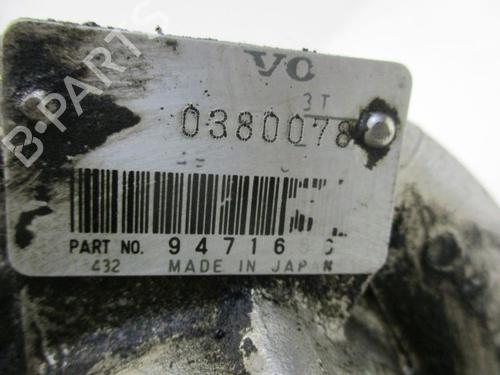 B-PARTS
VO
3T
0380078
PART NO. 94716
432 MADE IN JAPAN